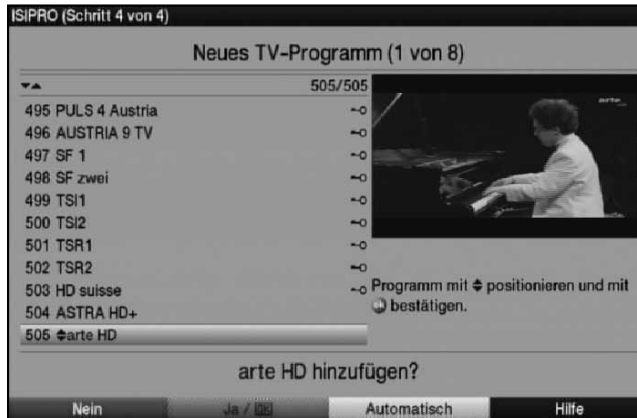 ISIPRO (Schritt 4 von 4)
Neues TV-Programm (1 von 8)
505/505
495 PULS 4 Austria
496 AUSTRIA 9 TV
497 SF 1
498 SF zwei
499 TSI1
500 TSI2
501 TSR1
502 TSR2
503 HD suisse
504 ASTRA HD+
505 arte HD
arte
Programm mit positionieren und mit
ok bestätigen.
arte HD hinzufügen?
Nein Ja / OK Automatisch Hilfe